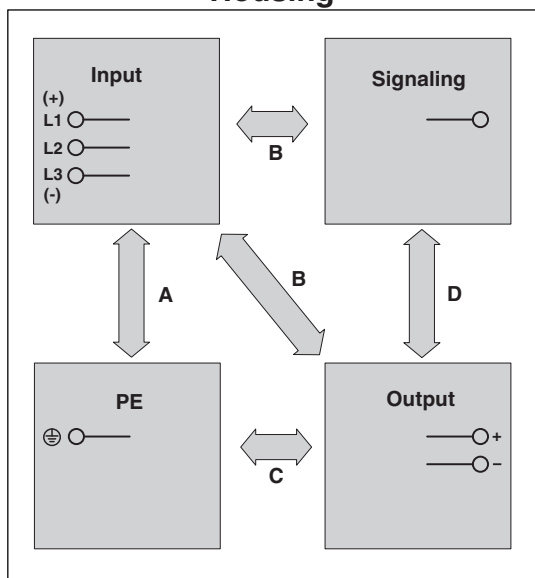 Housing
Input
(+)
L1
L2
L3
(-)
Signaling
B
A
B
D
PE
Output
+
−
C